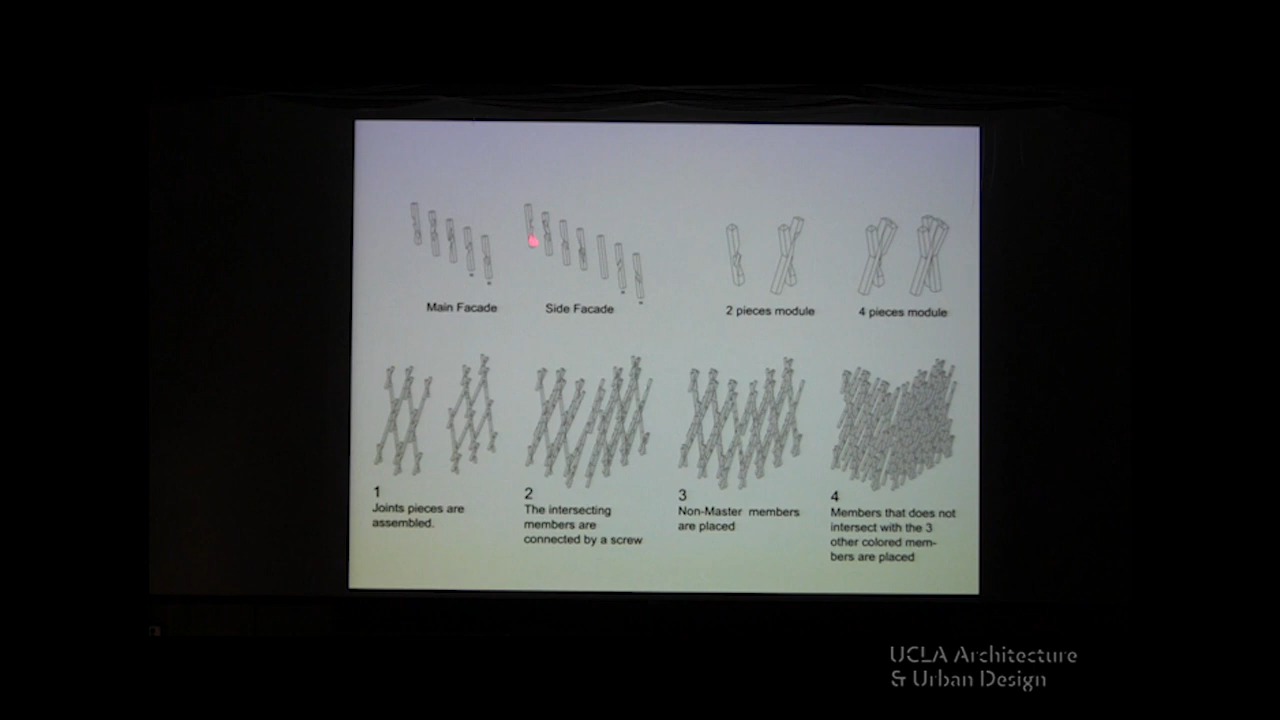 Main Facade
Side Facade
2 pieces module
4 pieces module
1
Joints pieces are
assembled.
2
The intersecting
members are
connected by a screw
3
Non-Master members
are placed
4
Members that does not
intersect with the 3
other colored mem-
bers are placed
UCLA Architecture
& Urban Design